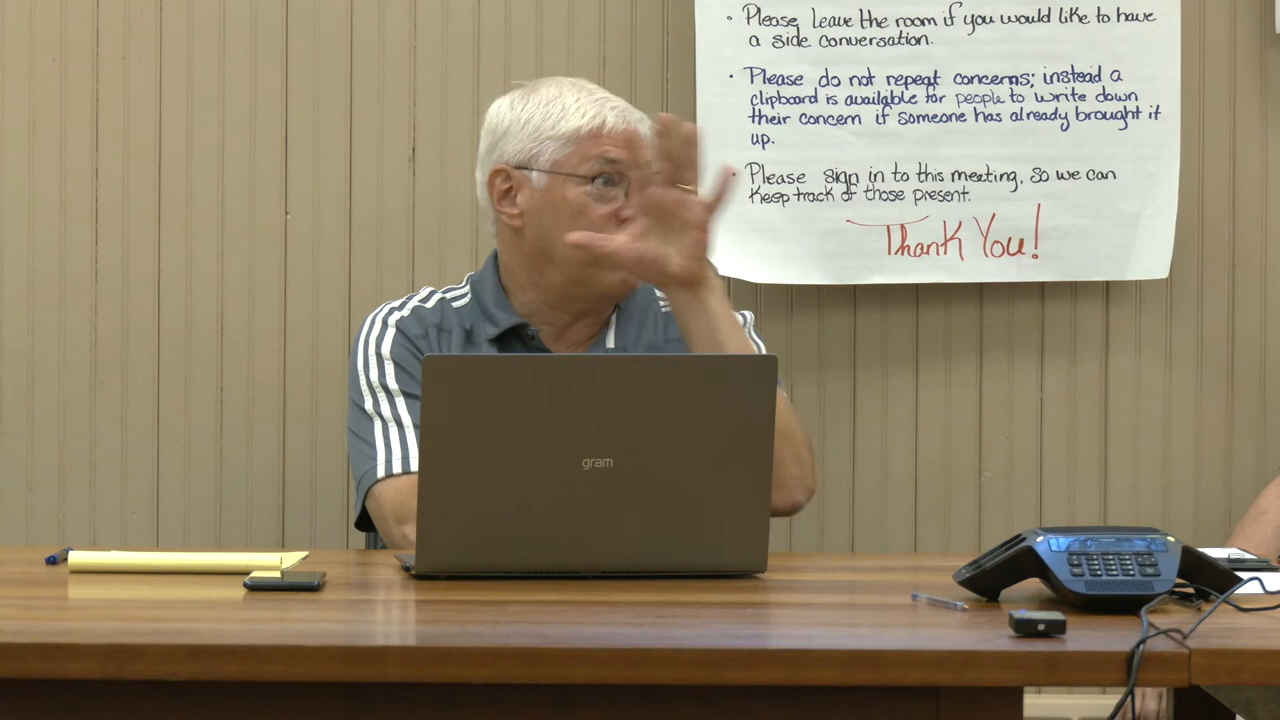 • Please, leave the room if you would like to have
a side conversation.
• Please do not repeat concerns; instead a
clipboard is available for people to write down
their concern if someone has already brought it
up.
• Please sign in to this meeting, so we can
keep track of those present.
Thank You!
gram